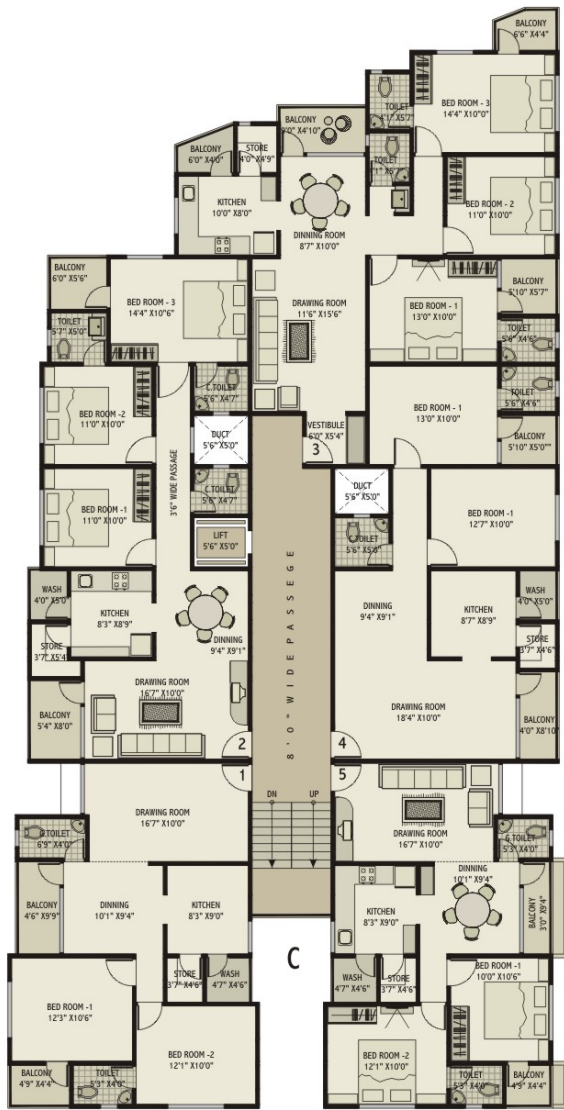 BALCONY
6'6" X4'4"
BED ROOM - 3
14'4" X10'0"
TOILET
4'1" X5'7"
BALCONY
X4'10"
STORE
4'0" X4'9"
BALCONY
6'0" X4'0"
TOILET
KITCHEN
10'0" X8'0"
DINNING ROOM
8'7" X10'0"
BED ROOM - 2
11'0" X10'0"
BALCONY
6'0" X5'6"
BED ROOM - 3
14'4" X10'6"
DRAWING ROOM
11'6" X15'6"
BED ROOM - 1
13'0" X10'0"
BALCONY
5'10" X5'7"
TOILET
5'7" X5'0"
TOILET
5'6" X4'6"
C.TOILET
5'6" X4'7"
TOILET
5'6" X4'6"
BED ROOM -2
11'0" X10'0"
BED ROOM - 1
13'0" X10'0"
DUCT
5'6" X5'0"
VESTIBULE
6'0" X5'4"
3
BALCONY
5'10" X5'0"
3'6" WIDE PASSAGE
C.TOILET
5'6" X4'7"
DUCT
5'6" X5'0"
BED ROOM -1
11'0" X10'0"
BED ROOM -1
12'7" X10'0"
LIFT
5'6" X5'0"
C.TOILET
5'6" X5'0"
8'0" WIDE PASSEGE
WASH
4'0" X5'0"
KITCHEN
8'3" X8'9"
DINNING
9'4" X9'1"
KITCHEN
8'7" X8'9"
WASH
4'0" X5'0"
STORE
3'7" X5'4"
DINNING
9'4" X9'1"
STORE
3'7" X4'6"
DRAWING ROOM
16'7" X10'0"
BALCONY
5'4" X8'0"
DRAWING ROOM
18'4" X10'0"
BALCONY
4'0" X8'10"
2
4
1
5
DN
UP
DRAWING ROOM
16'7" X10'0"
DRAWING ROOM
16'7" X10'0"
TOILET
6'9" X4'0"
TOILET
5'3" X4'0"
BALCONY
4'6" X9'9"
DINNING
10'1" X9'4"
KITCHEN
8'3" X9'0"
DINNING
10'1" X9'4"
KITCHEN
8'3" X9'0"
BALCONY
3'0" X9'4"
C
STORE
3'7" X4'6"
WASH
4'7" X4'6"
WASH
4'7" X4'6"
STORE
3'7" X4'6"
BED ROOM -1
10'0" X10'6"
BED ROOM -1
12'3" X10'6"
BED ROOM -2
12'1" X10'0"
BED ROOM -2
12'1" X10'0"
BALCONY
4'9" X4'4"
TOILET
5'3" X4'0"
TOILET
5'3" X4'0"
BALCONY
4'9" X4'4"